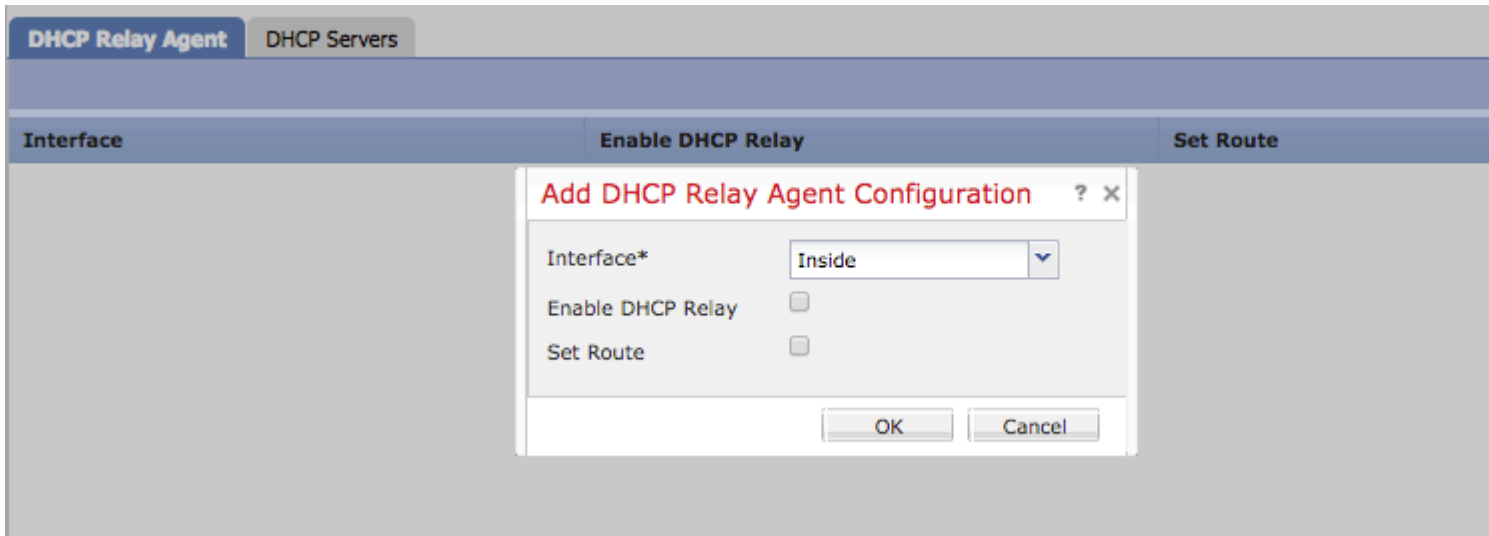 DHCP Relay Agent DHCP Servers
Interface Enable DHCP Relay Set Route
Add DHCP Relay Agent Configuration ? ×
Interface* Inside
Enable DHCP Relay
Set Route
OK Cancel